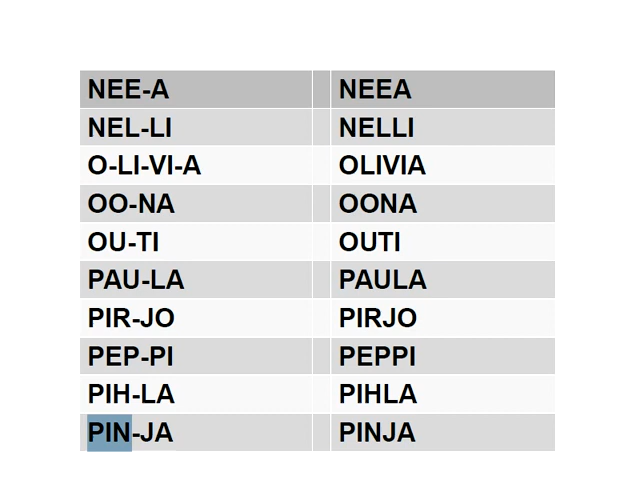 NEE-A NEEA
NEL-LI NELLI
O-LI-VI-A OLIVIA
OO-NA OONA
OU-TI OUTI
PAU-LA PAULA
PIR-JO PIRJO
PEP-PI PEPPI
PIH-LA PIHLA
PIN-JA PINJA